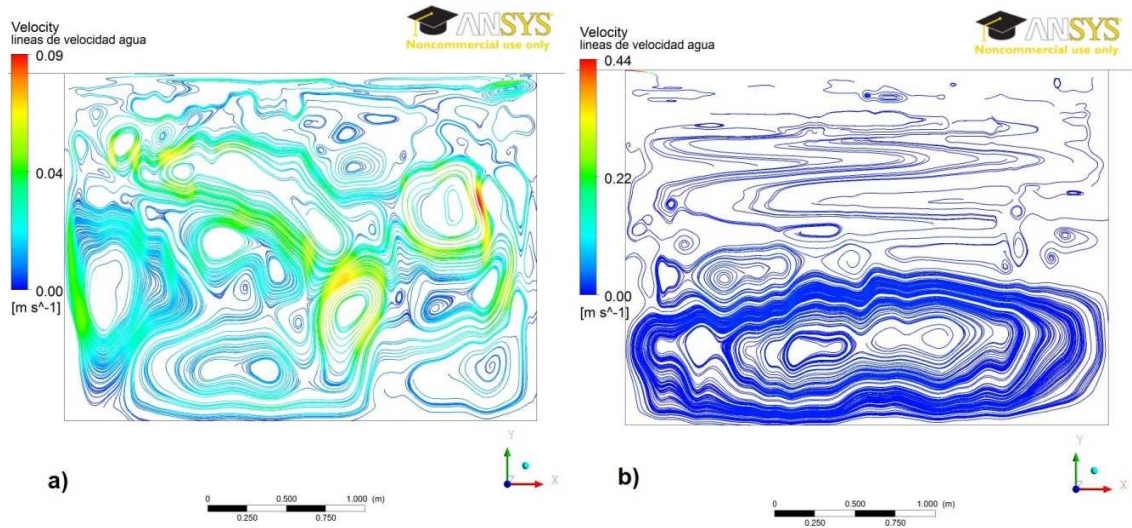 Velocity
lineas de velocidad agua
0.09
0.04
0.00
[m s^-1]
ANSYS
Noncommercial use only
Y
X
Z
a)
0 0.500 1.000 (m)
0.250 0.750
Velocity
lineas de velocidad agua
0.44
0.22
0.00
[m s^-1]
ANSYS
Noncommercial use only
Y
X
Z
b)
0 0.500 1.000 (m)
0.250 0.750